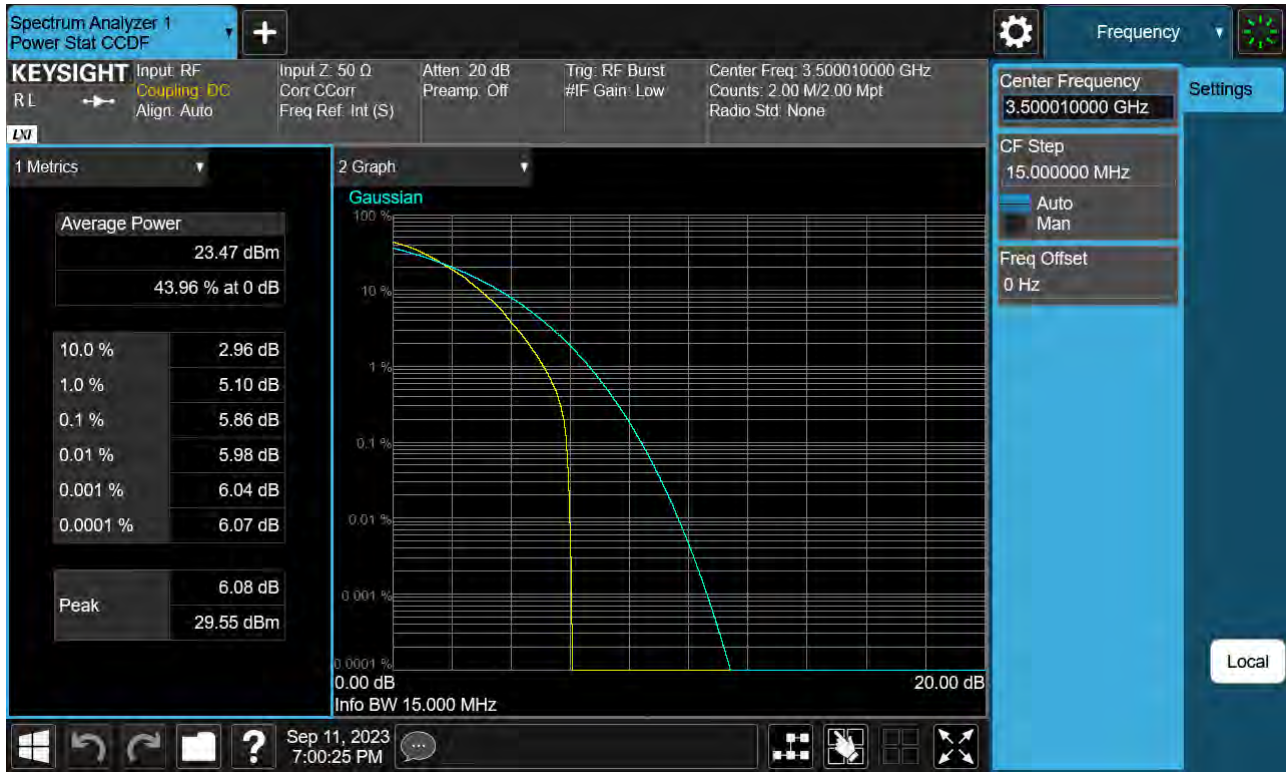 Spectrum Analyzer 1
Power Stat CCDF
+
Frequency
KEYSIGHT
RL
LXI
Input: RF
Coupling: DC
Align: Auto
Input Z: 50 Ω
Corr CCorr
Freq Ref: Int (S)
Atten: 20 dB
Preamp: Off
Trig: RF Burst
#IF Gain: Low
Center Freq: 3.500010000 GHz
Counts: 2.00 M/2.00 Mpt
Radio Std: None
Center Frequency
3.500010000 GHz
Settings
CF Step
15.000000 MHz
Auto
Man
Freq Offset
0 Hz
1 Metrics
Average Power
23.47 dBm
43.96 % at 0 dB
10.0 % 2.96 dB
1.0 % 5.10 dB
0.1 % 5.86 dB
0.01 % 5.98 dB
0.001 % 6.04 dB
0.0001 % 6.07 dB
Peak
6.08 dB
29.55 dBm
2 Graph
Gaussian
100 %
10 %
1 %
0.1 %
0.01 %
0.001 %
0.0001 %
0.00 dB 20.00 dB
Info BW 15.000 MHz
Local
?
Sep 11, 2023
7:00:25 PM